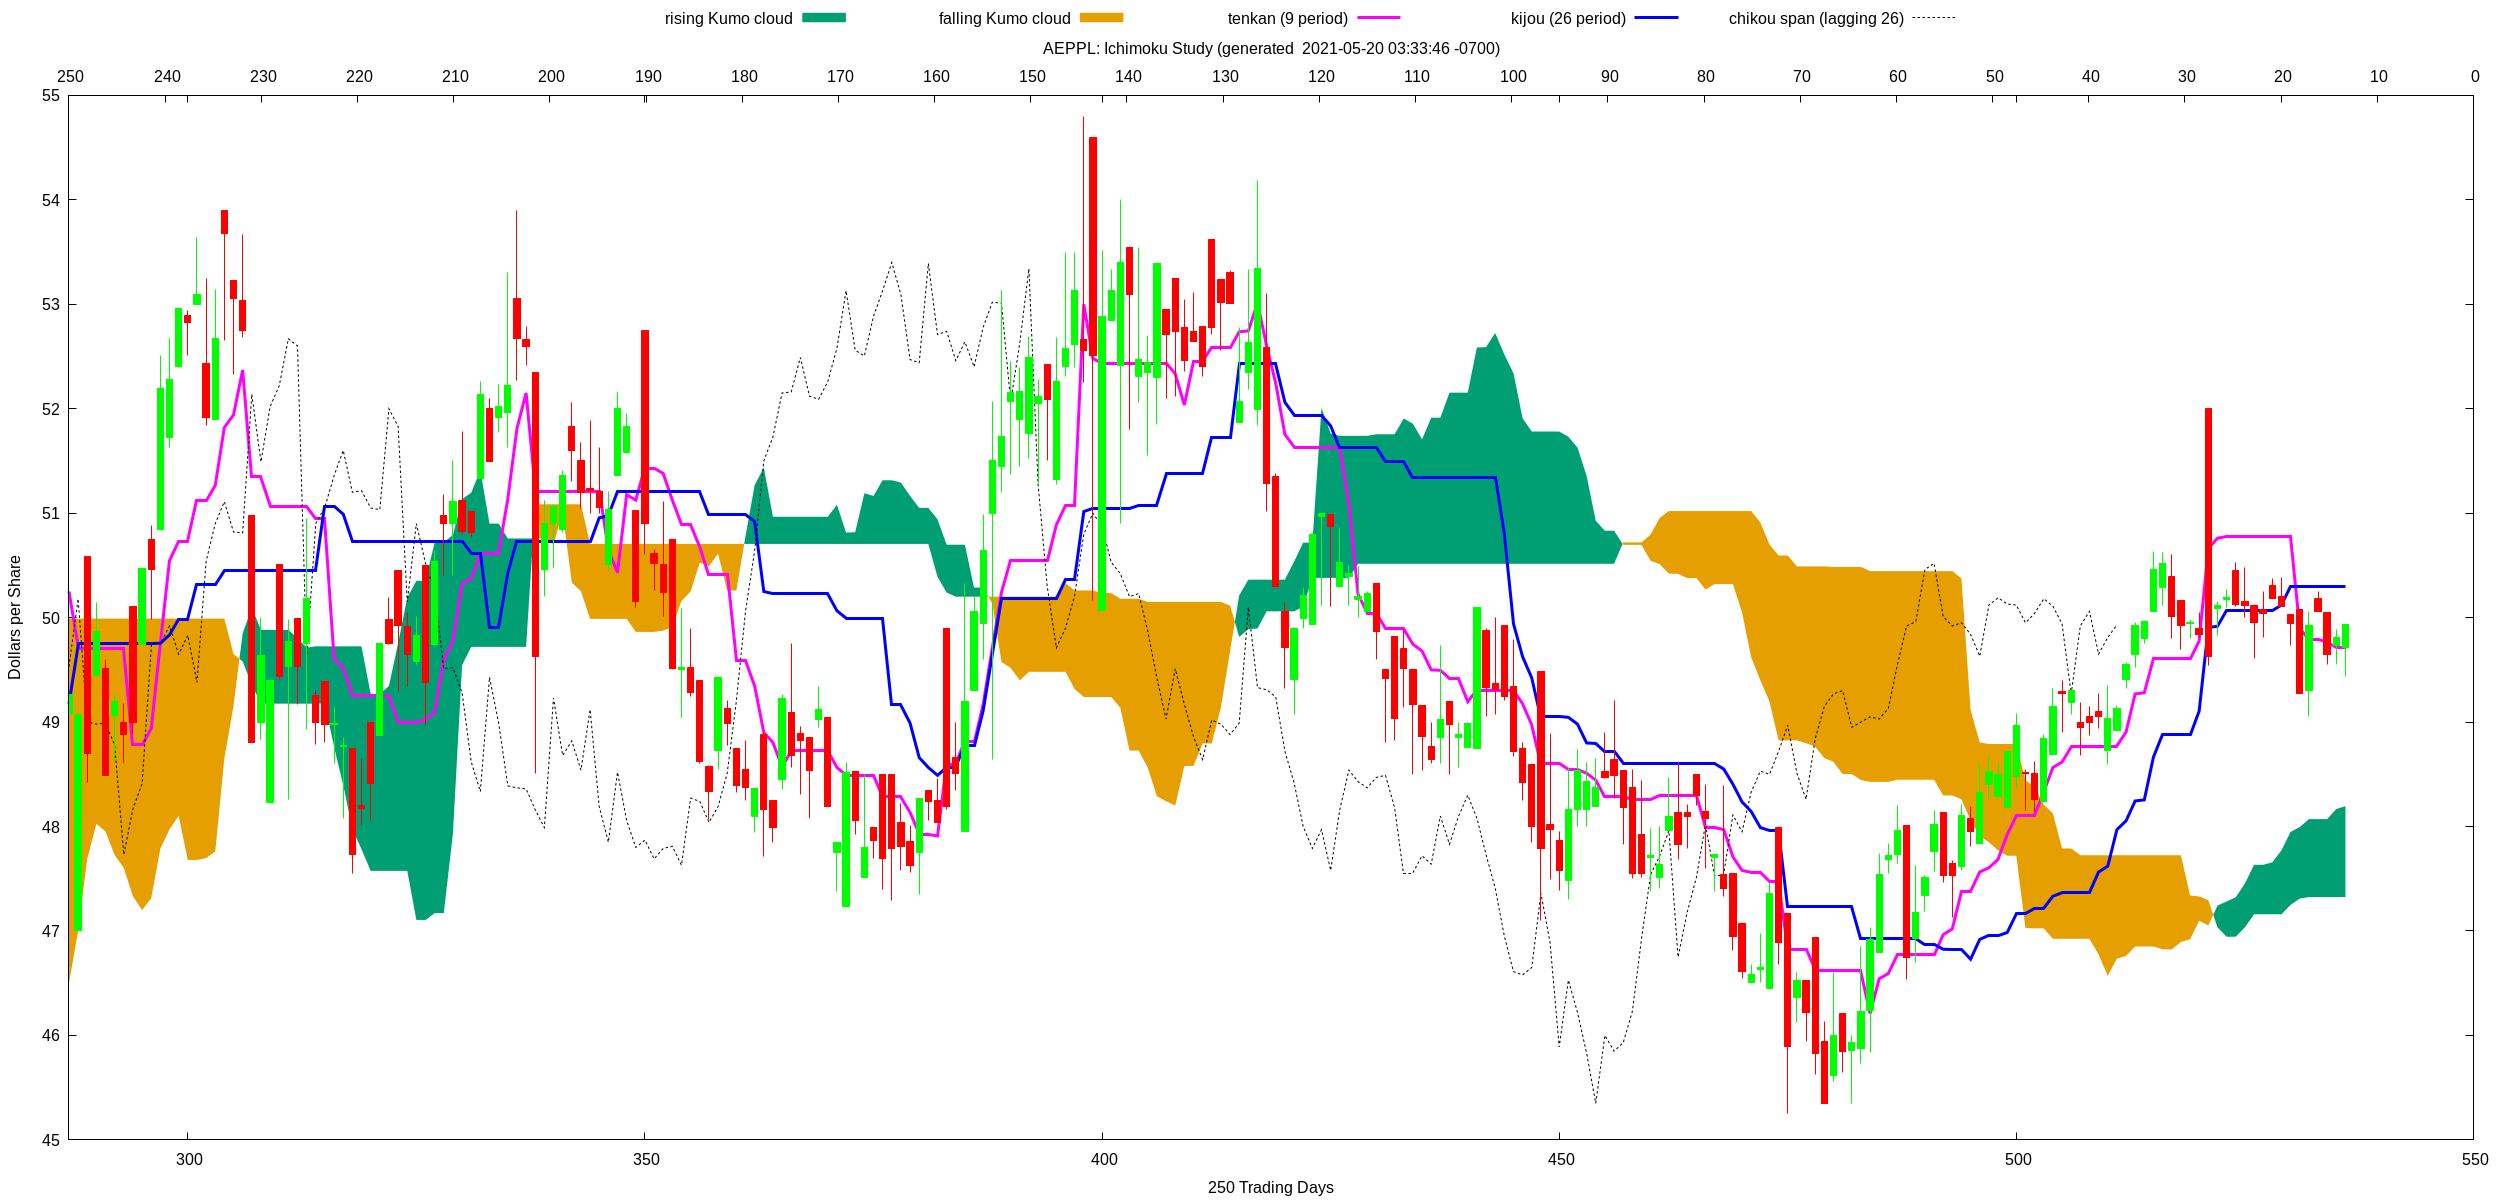 rising Kumo cloud falling Kumo cloud tenkan (9 period) kijou (26 period) chikou span (lagging 26)
AEPPL: Ichimoku Study (generated  2021-05-20 03:33:46 -0700)
250 240 230 220 210 200 190 180 170 160 150 140 130 120 110 100 90 80 70 60 50 40 30 20 10 0
55
54
53
52
51
50
49
48
47
46
45
Dollars per Share
300 350 400 450 500 550
250 Trading Days